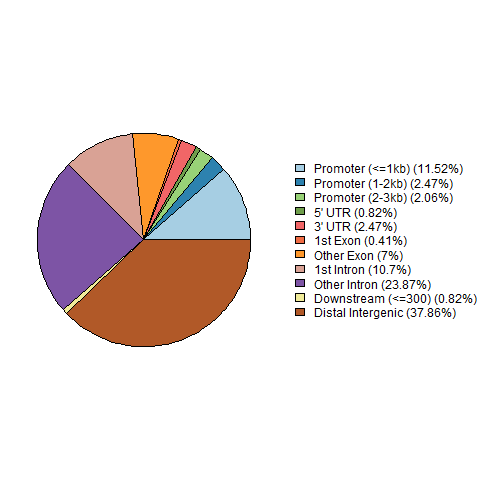 Promoter (<=1kb) (11.52%)
Promoter (1-2kb) (2.47%)
Promoter (2-3kb) (2.06%)
5' UTR (0.82%)
3' UTR (2.47%)
1st Exon (0.41%)
Other Exon (7%)
1st Intron (10.7%)
Other Intron (23.87%)
Downstream (<=300) (0.82%)
Distal Intergenic (37.86%)